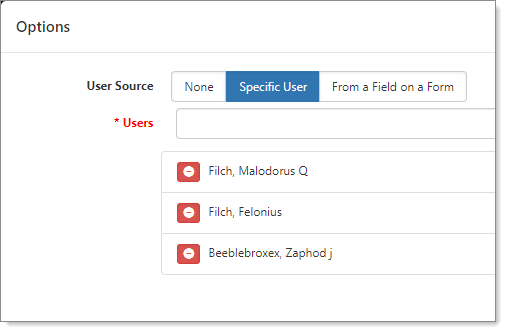 Options
User Source None Specific User From a Field on a Form
* Users
Filch, Malodorus Q
Filch, Felonius
Beeblebroxex, Zaphod j